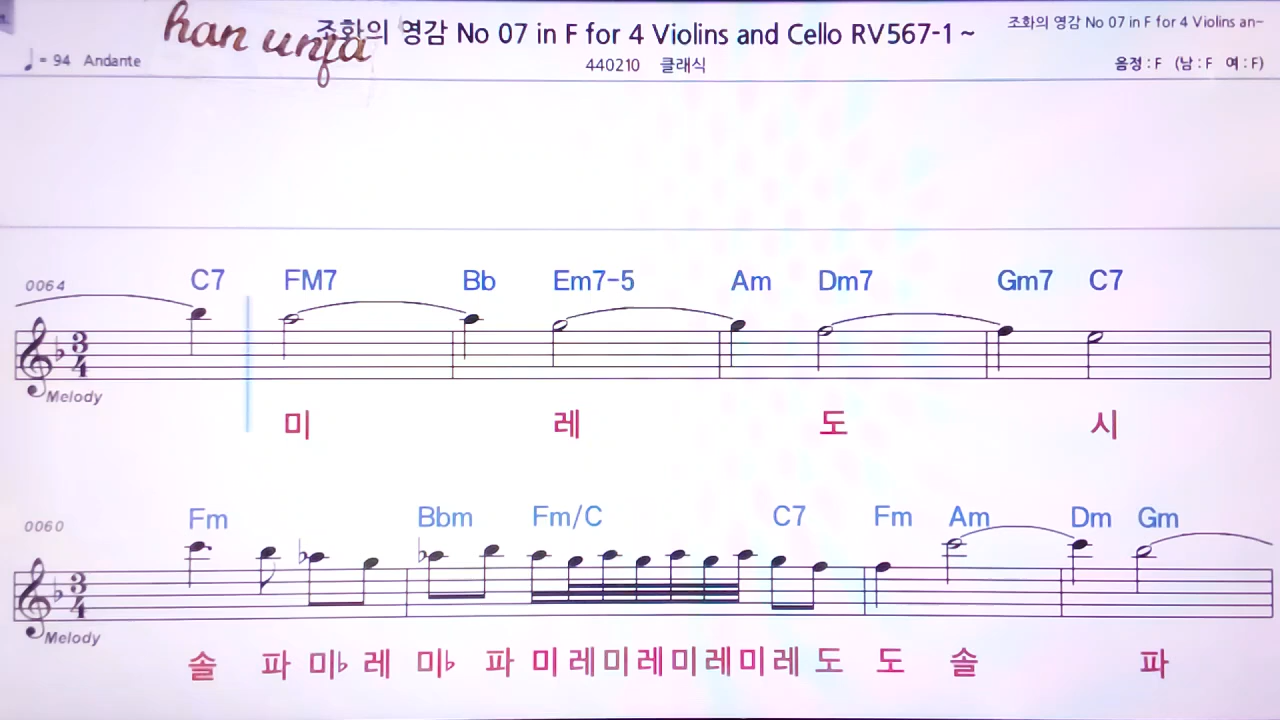 han unja
조화의 영감 No 07 in F for 4 Violins and Cello RV567-1 ~
조화의 영감 No 07 in F for 4 Violins an~
= 94 Andante
440210 클래식
음정 : F (남 : F 여 : F)
0064
C7 FM7 Bb Em7-5 Am Dm7 Gm7 C7
3/4
Melody
미 레 도 시
0060
Fm Bbm Fm/C C7 Fm Am Dm Gm
3/4
Melody
솔 파 미♭ 레 미♭ 파 미 레 미 레 미 레 미 레 도 도 솔 파